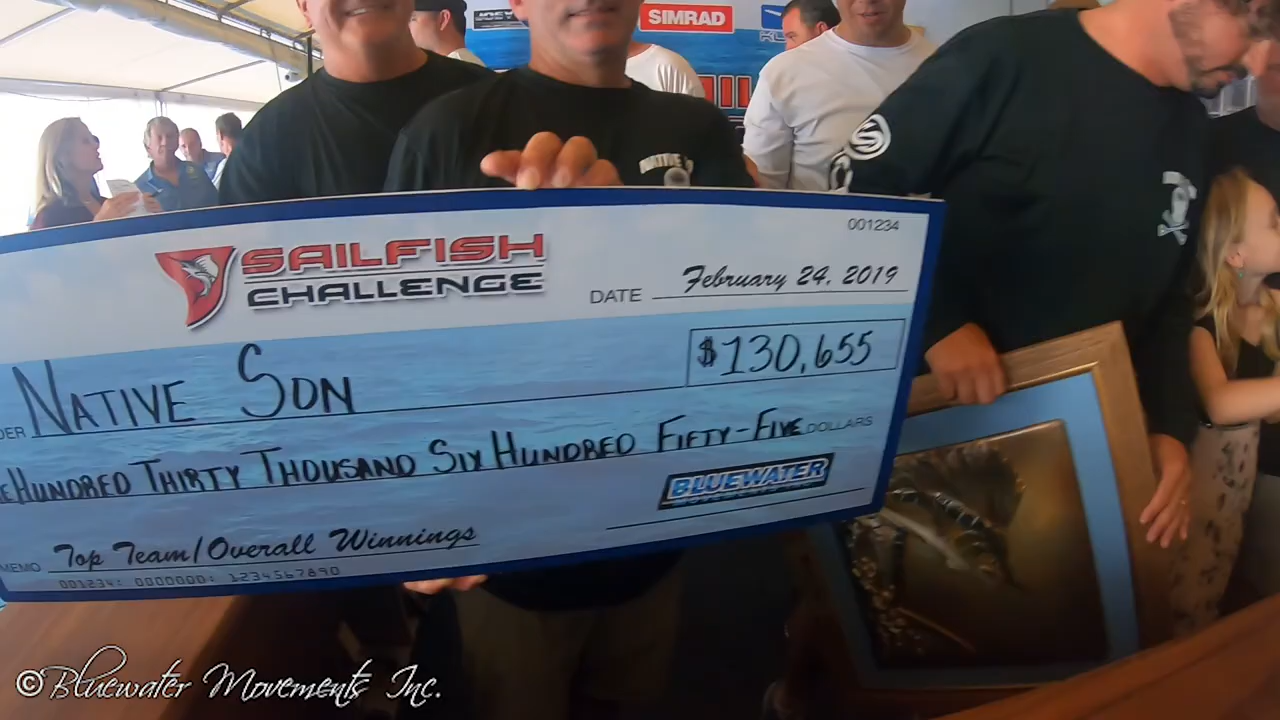 SIMRAD
NATIVE S
001234
SAILFISH
CHALLENGE
DATE February 24, 2019
NATIVE SON
$130,655
HUNDRED THIRTY THOUSAND SIX HUNDRED FIFTY-FIVE DOLLARS
BLUEWATER
MEMO Top Team/Overall Winnings
001234: 0000000: 1234567890
©Bluewater Movements Inc.